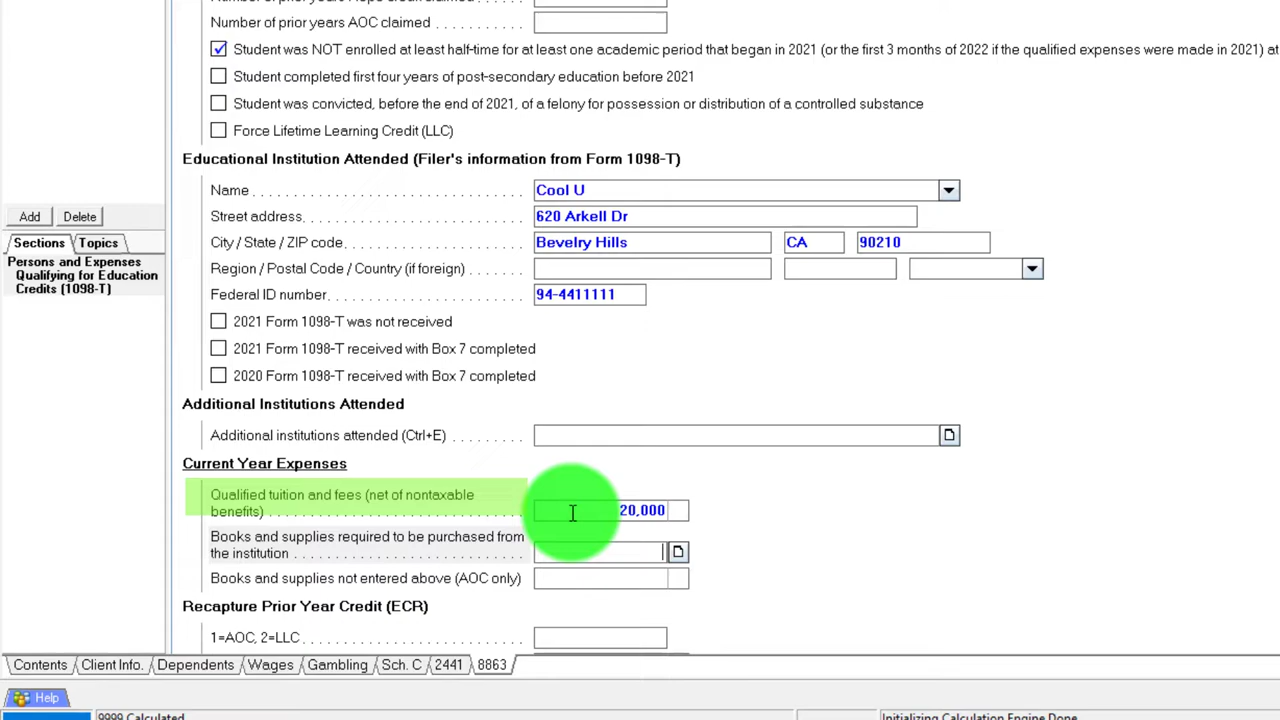 Number of prior years Hope credit claimed
Number of prior years AOC claimed
Student was NOT enrolled at least half-time for at least one academic period that began in 2021 (or the first 3 months of 2022 if the qualified expenses were made in 2021) at
Student completed first four years of post-secondary education before 2021
Student was convicted, before the end of 2021, of a felony for possession or distribution of a controlled substance
Force Lifetime Learning Credit (LLC)
Educational Institution Attended (Filer's information from Form 1098-T)
Name Cool U
Add Delete
Street address 620 Arkell Dr
Sections Topics
City / State / ZIP code Bevelry Hills CA 90210
Persons and Expenses
Qualifying for Education
Credits (1098-T)
Region / Postal Code / Country (if foreign)
Federal ID number 94-4411111
2021 Form 1098-T was not received
2021 Form 1098-T received with Box 7 completed
2020 Form 1098-T received with Box 7 completed
Additional Institutions Attended
Additional institutions attended (Ctrl+E)
Current Year Expenses
Qualified tuition and fees (net of nontaxable
benefits) 20,000
Books and supplies required to be purchased from
the institution
Books and supplies not entered above (AOC only)
Recapture Prior Year Credit (ECR)
1=AOC, 2=LLC
Contents Client Info. Dependents Wages Gambling Sch. C 2441 8863
Help
9999 Calculated Initializing Calculation Engine Done